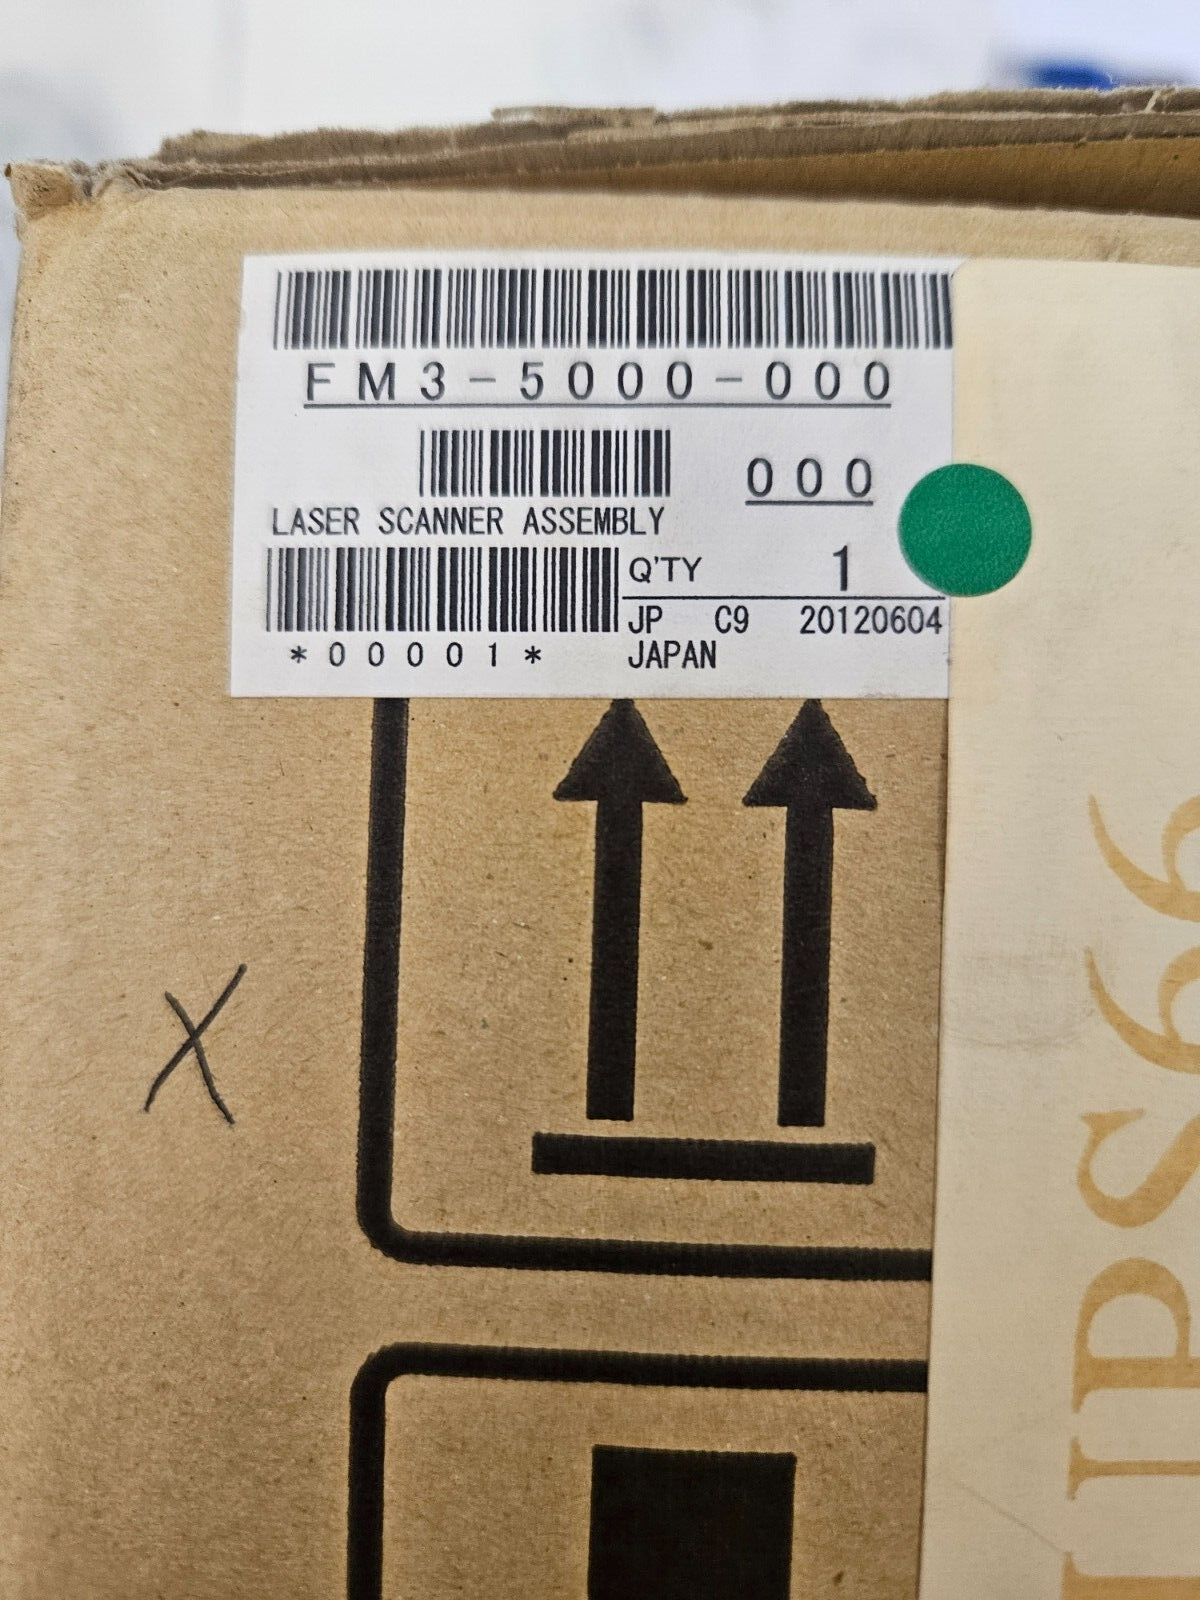 FM3-5000-000
000
LASER SCANNER ASSEMBLY
Q'TY 1
JP C9 20120604
*00001* JAPAN
X